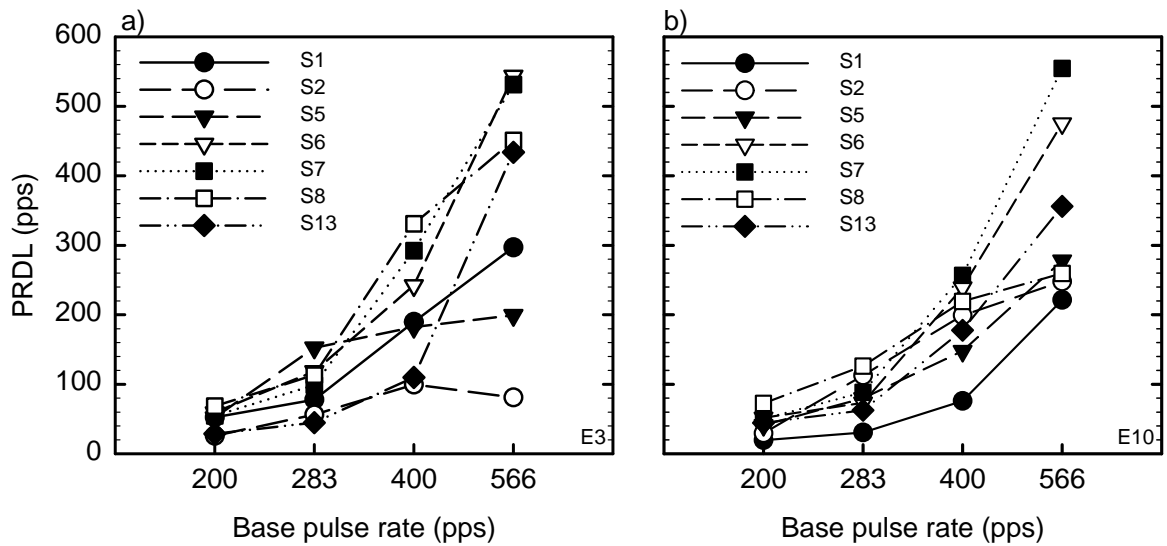 a)
600
500
400
300
200
100
0
PRDL (pps)
S1
S2
S5
S6
S7
S8
S13
E3
200 283 400 566
Base pulse rate (pps)
b)
S1
S2
S5
S6
S7
S8
S13
E10
200 283 400 566
Base pulse rate (pps)